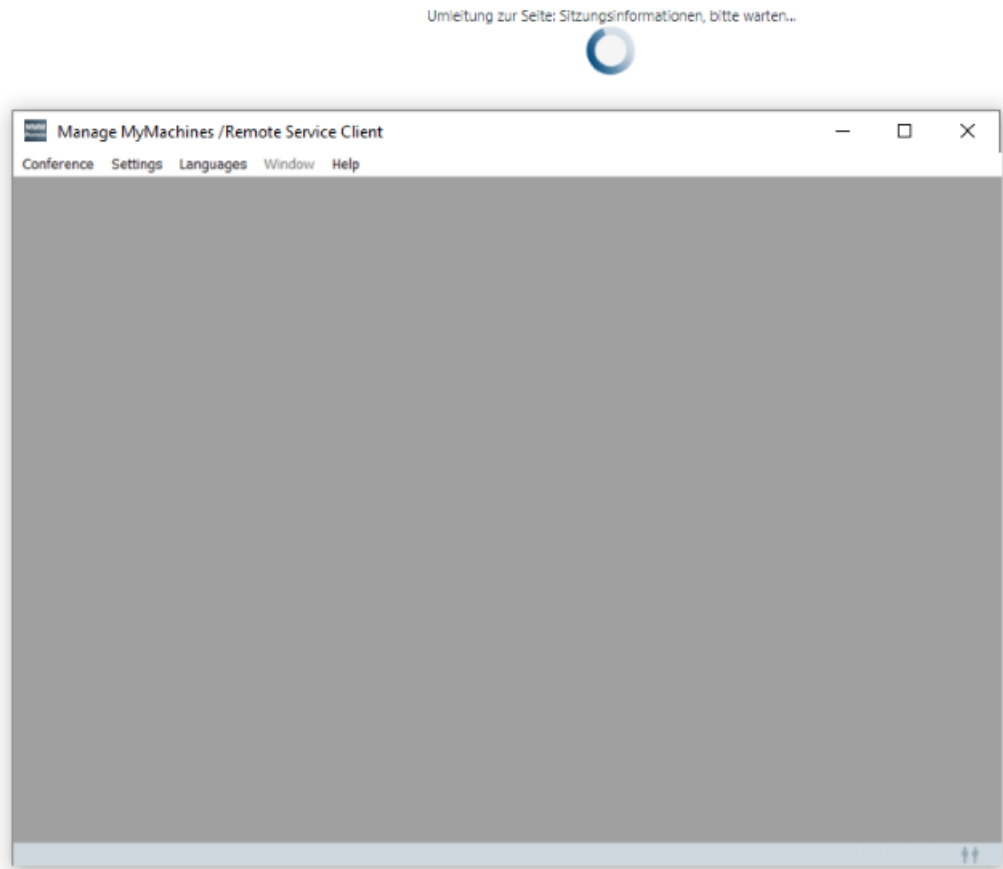 Umleitung zur Seite: Sitzungsinformationen, bitte warten...
Manage MyMachines /Remote Service Client
Conference Settings Languages Window Help